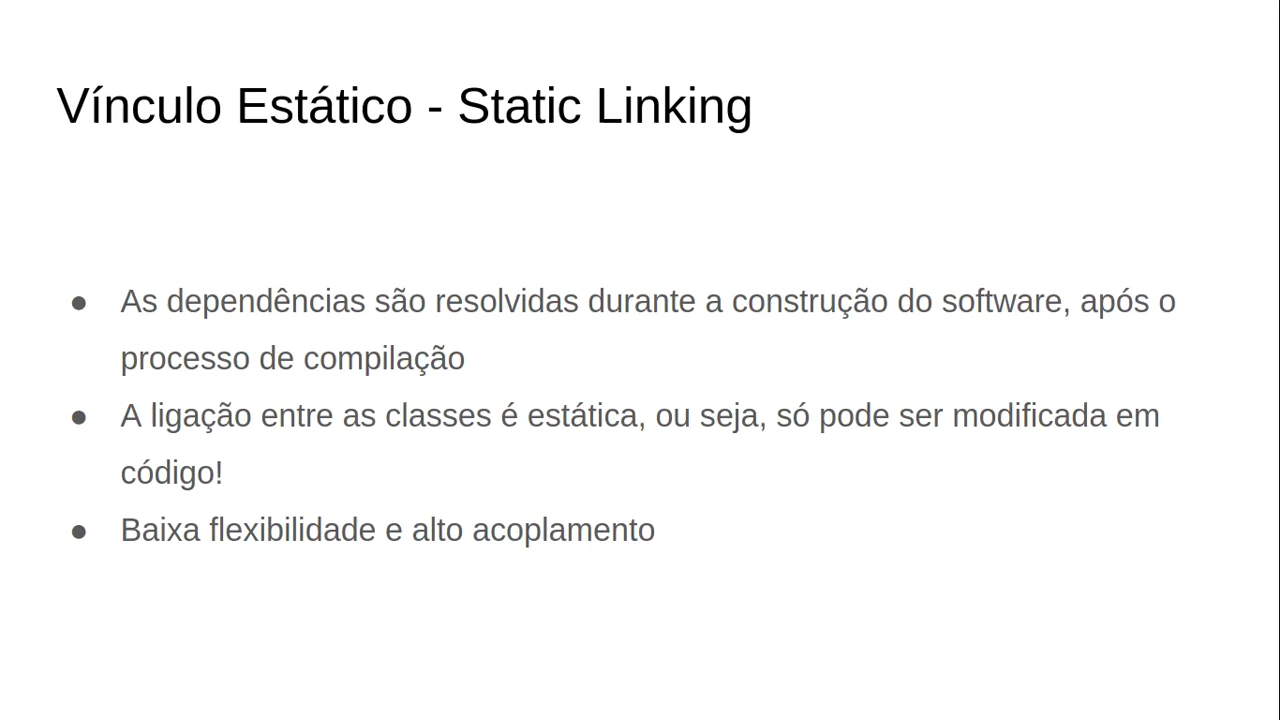 Vínculo Estático - Static Linking
● As dependências são resolvidas durante a construção do software, após o
processo de compilação
● A ligação entre as classes é estática, ou seja, só pode ser modificada em
código!
● Baixa flexibilidade e alto acoplamento